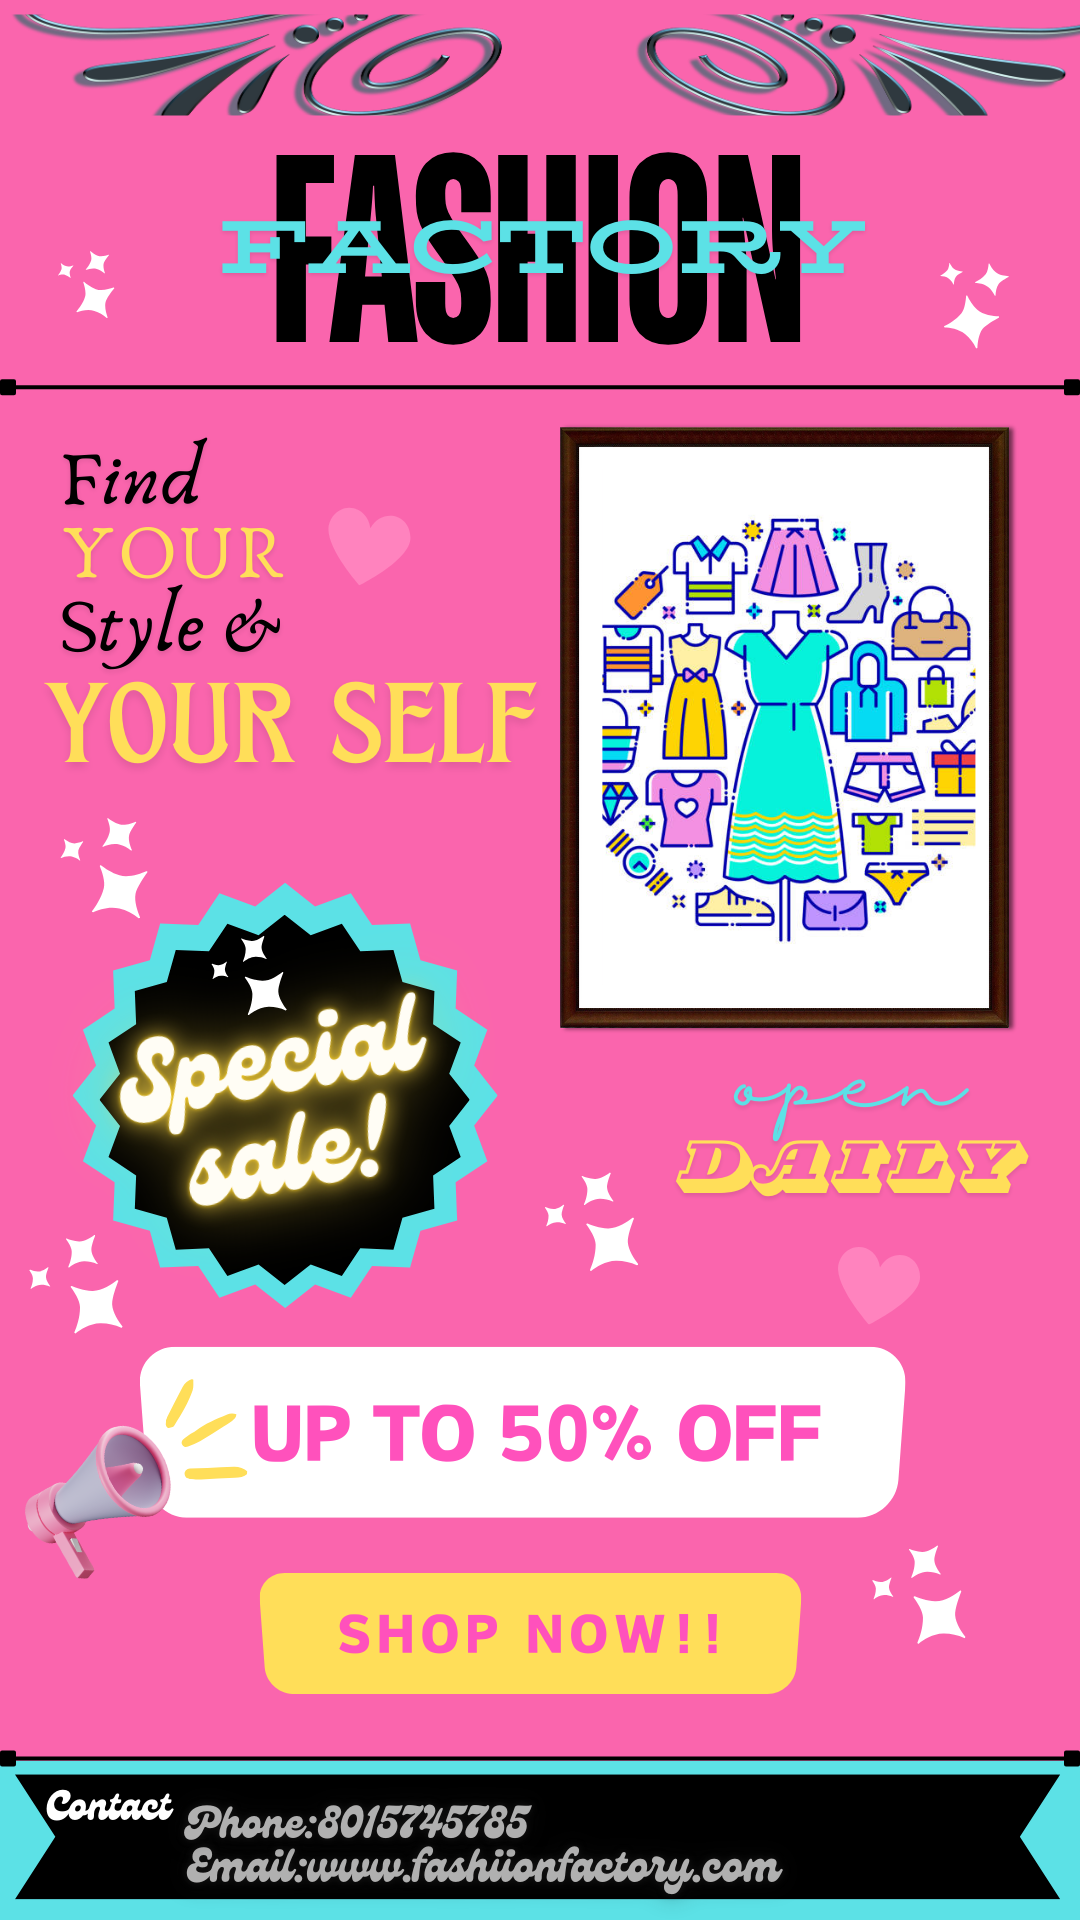 FASHION
FACTORY
Find
YOUR
Style &
YOUR SELF
Special
sale!
open
DAILY
UP TO 50% OFF
SHOP NOW!!
Contact
Phone:8015745785
Email:www.fashiionfactory.com